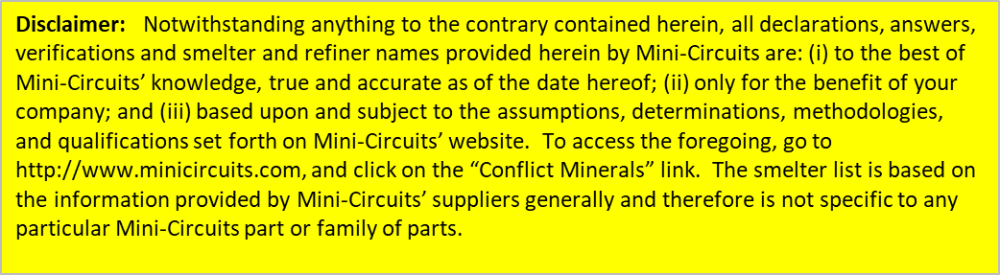 Disclaimer: Notwithstanding anything to the contrary contained herein, all declarations, answers,
verifications and smelter and refiner names provided herein by Mini-Circuits are: (i) to the best of
Mini-Circuits’ knowledge, true and accurate as of the date hereof; (ii) only for the benefit of your
company; and (iii) based upon and subject to the assumptions, determinations, methodologies,
and qualifications set forth on Mini-Circuits’ website. To access the foregoing, go to
http://www.minicircuits.com, and click on the “Conflict Minerals” link. The smelter list is based on
the information provided by Mini-Circuits’ suppliers generally and therefore is not specific to any
particular Mini-Circuits part or family of parts.